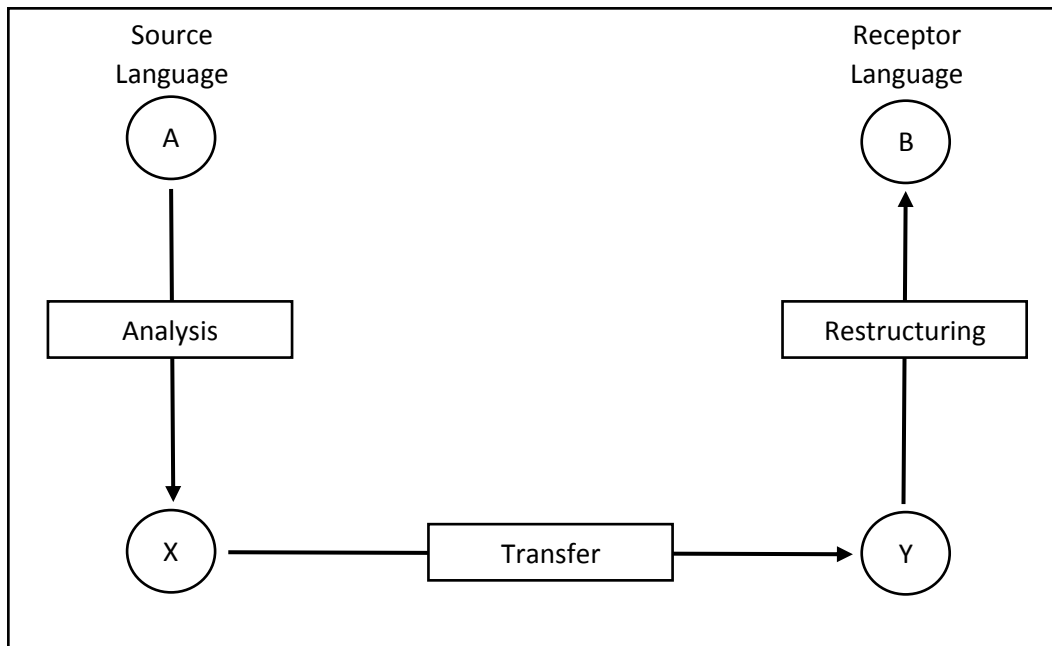 Source
Language
A
Receptor
Language
B
Analysis
Restructuring
X
Transfer
Y